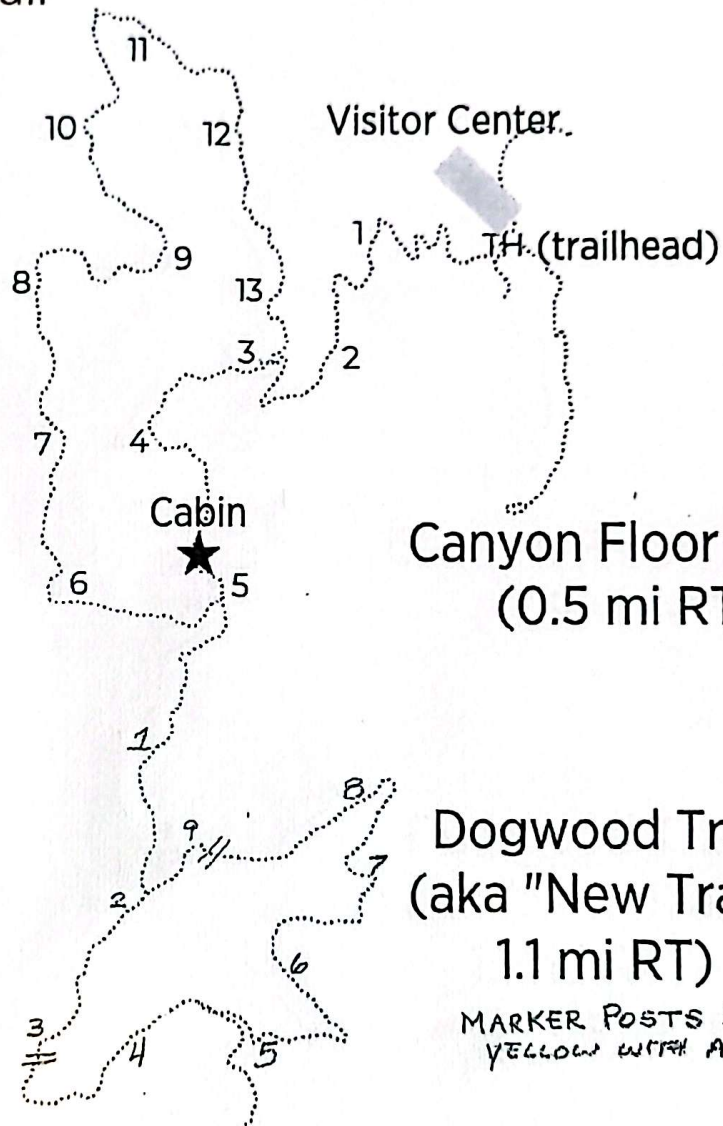 11
10
12
Visitor Center
1
TH (trailhead)
9
8
13
3
2
4
7
Cabin
6
5
Canyon Floor
(0.5 mi RT
1
8
9
Dogwood Tr
7
(aka "New Tra
2
1.1 mi RT)
6
MARKER POSTS
3
4
5
YELLOW WITH A